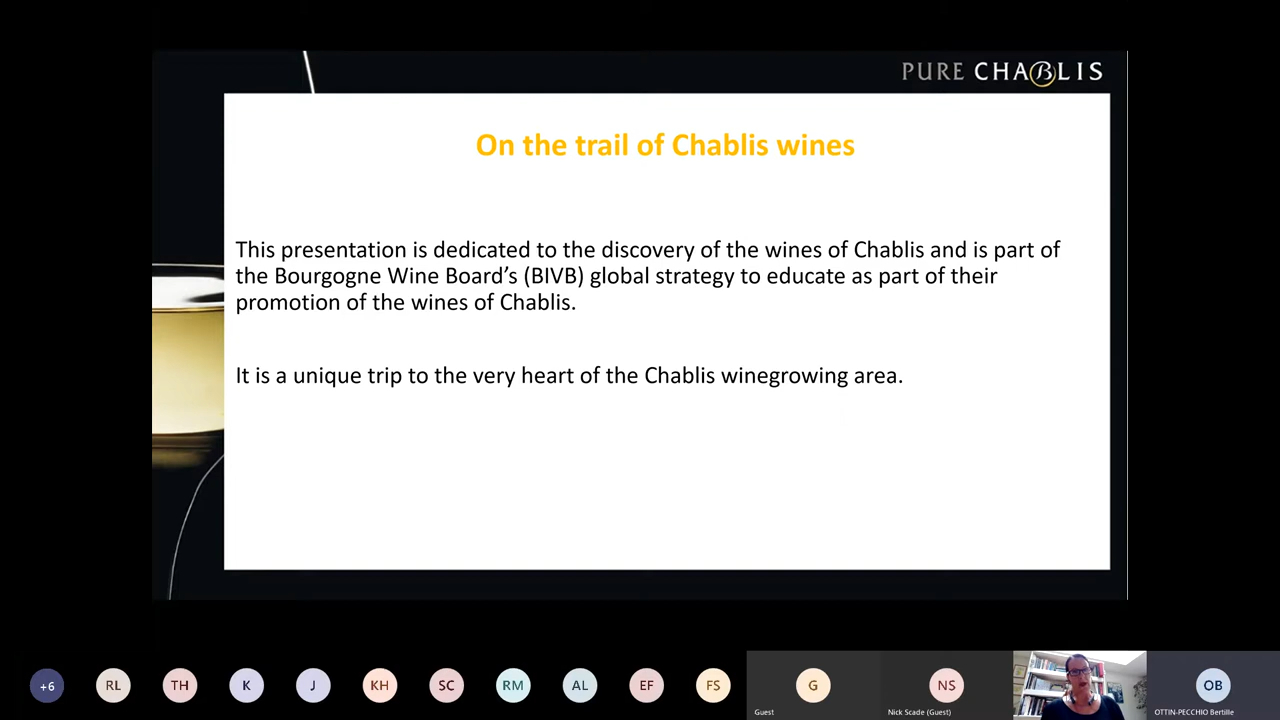 PURE CHABLIS
On the trail of Chablis wines
This presentation is dedicated to the discovery of the wines of Chablis and is part of
the Bourgogne Wine Board’s (BIVB) global strategy to educate as part of their
promotion of the wines of Chablis.
It is a unique trip to the very heart of the Chablis winegrowing area.
+6 RL TH K J KH SC RM AL EF FS G NS OB
Guest Nick Scade (Guest) OTTIN-PECCHIO Bertille